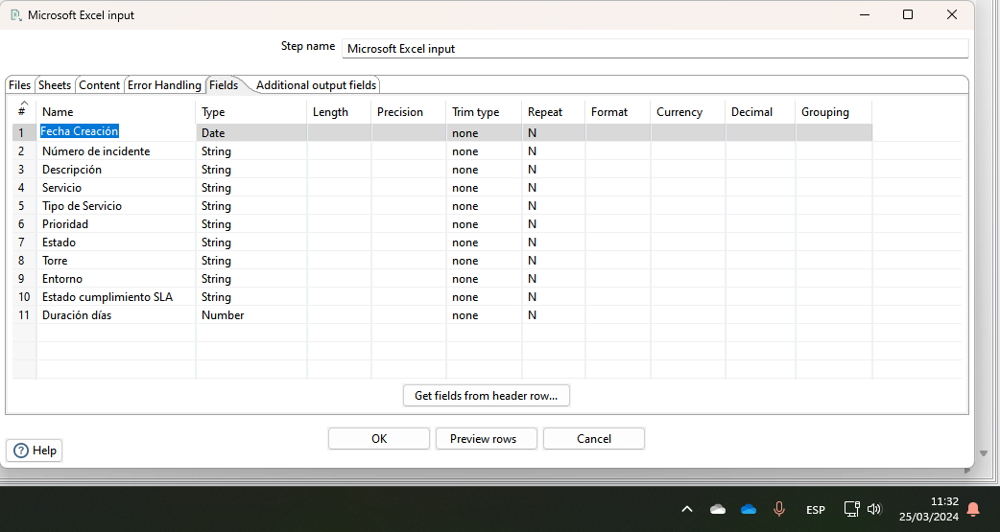 Microsoft Excel input
Step name Microsoft Excel input
Files Sheets Content Error Handling Fields Additional output fields
# Name Type Length Precision Trim type Repeat Format Currency Decimal Grouping
1 Fecha Creación Date none N
2 Número de incidente String none N
3 Descripción String none N
4 Servicio String none N
5 Tipo de Servicio String none N
6 Prioridad String none N
7 Estado String none N
8 Torre String none N
9 Entorno String none N
10 Estado cumplimiento SLA String none N
11 Duración días Number none N
Get fields from header row...
OK Preview rows Cancel
? Help
ESP
11:32
25/03/2024